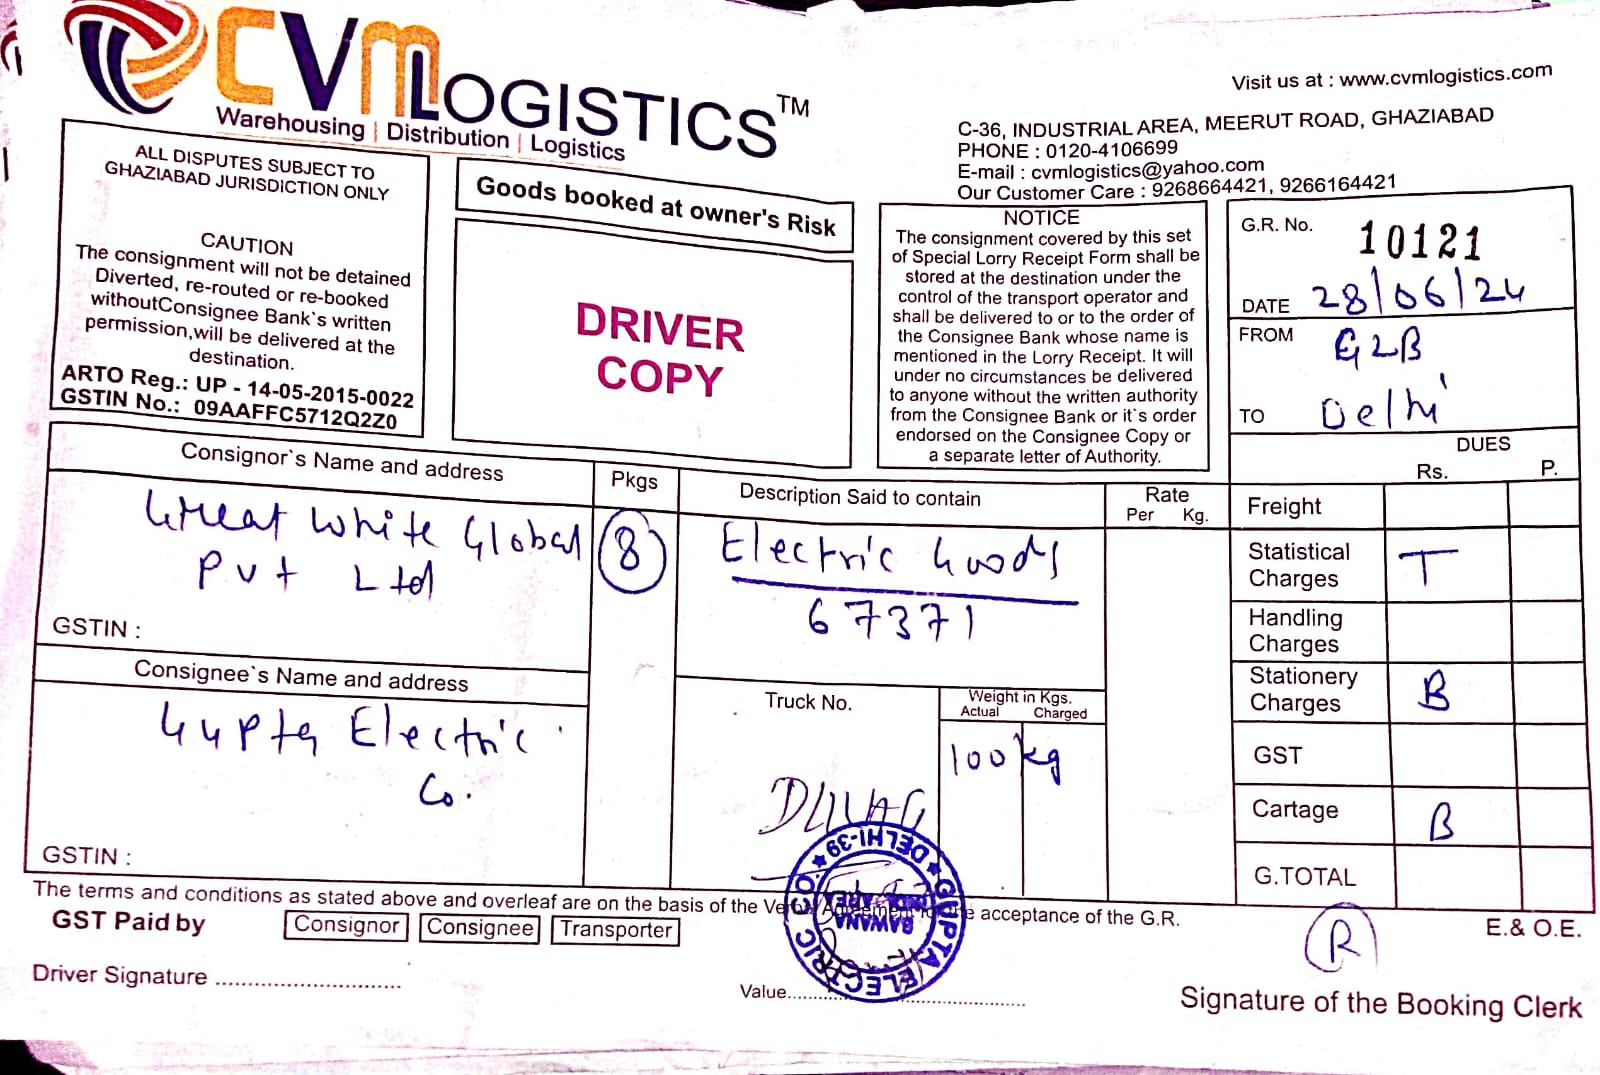 CVM LOGISTICS™
Warehousing | Distribution | Logistics
Visit us at : www.cvmlogistics.com
C-36, INDUSTRIAL AREA, MEERUT ROAD, GHAZIABAD
PHONE : 0120-4106699
E-mail : cvmlogistics@yahoo.com
Our Customer Care : 9268664421, 9266164421
ALL DISPUTES SUBJECT TO
GHAZIABAD JURISDICTION ONLY
CAUTION
The consignment will not be detained
Diverted, re-routed or re-booked
withoutConsignee Bank`s written
permission,will be delivered at the
destination.
ARTO Reg.: UP - 14-05-2015-0022
GSTIN No.: 09AAFFC5712Q2Z0
Goods booked at owner's Risk
DRIVER
COPY
NOTICE
The consignment covered by this set
of Special Lorry Receipt Form shall be
stored at the destination under the
control of the transport operator and
shall be delivered to or to the order of
the Consignee Bank whose name is
mentioned in the Lorry Receipt. It will
under no circumstances be delivered
to anyone without the written authority
from the Consignee Bank or it`s order
endorsed on the Consignee Copy or
a separate letter of Authority.
G.R. No. 10121
DATE 28/06/24
FROM GZB
TO Delhi
DUES
Rs. P.
Consignor`s Name and address
Great White Global
Pvt Ltd
GSTIN :
Pkgs
8
Description Said to contain
Electric Goods
67371
Rate
Per Kg.
Freight
Statistical
Charges T
Handling
Charges
Stationery
Charges B
GST
Cartage B
G.TOTAL
Consignee`s Name and address
Gupta Electric
Co.
GSTIN :
Truck No.
Weight in Kgs.
Actual Charged
100 kg
GUPTA ELECTRIC CO. ★ DELHI-39 ★
BAWANA
The terms and conditions as stated above and overleaf are on the basis of the Verbal Agreement for the acceptance of the G.R.
GST Paid by Consignor Consignee Transporter
E.& O.E.
R
Driver Signature ..............................
Value..............................
Signature of the Booking Clerk